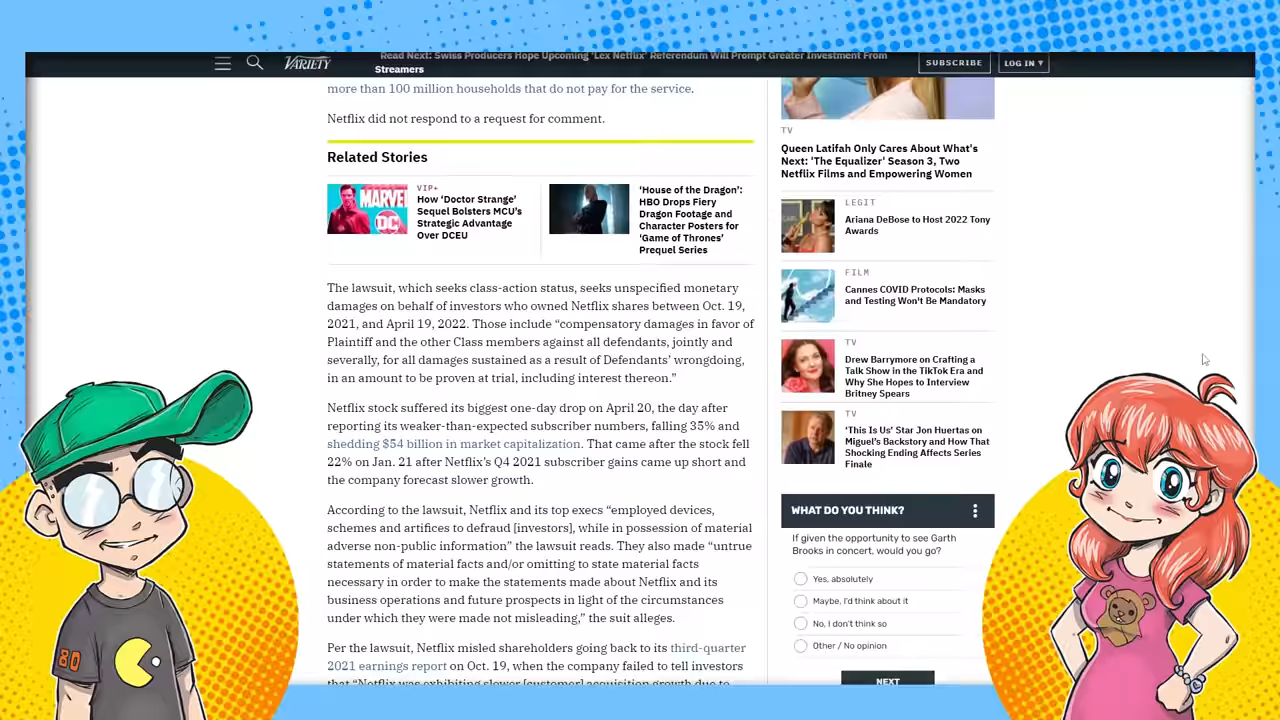 VARIETY
Read Next: Swiss Producers Hope Upcoming 'Lex Netflix' Referendum Will Prompt Greater Investment From
Streamers
SUBSCRIBE
LOG IN ▾
more than 100 million households that do not pay for the service.
Netflix did not respond to a request for comment.
Related Stories
MARVEL
DC
VIP+
How ‘Doctor Strange’
Sequel Bolsters MCU's
Strategic Advantage
Over DCEU
‘House of the Dragon’:
HBO Drops Fiery
Dragon Footage and
Character Posters for
‘Game of Thrones’
Prequel Series
The lawsuit, which seeks class-action status, seeks unspecified monetary
damages on behalf of investors who owned Netflix shares between Oct. 19,
2021, and April 19, 2022. Those include “compensatory damages in favor of
Plaintiff and the other Class members against all defendants, jointly and
severally, for all damages sustained as a result of Defendants’ wrongdoing,
in an amount to be proven at trial, including interest thereon.”
Netflix stock suffered its biggest one-day drop on April 20, the day after
reporting its weaker-than-expected subscriber numbers, falling 35% and
shedding $54 billion in market capitalization. That came after the stock fell
22% on Jan. 21 after Netflix’s Q4 2021 subscriber gains came up short and
the company forecast slower growth.
According to the lawsuit, Netflix and its top execs “employed devices,
schemes and artifices to defraud [investors], while in possession of material
adverse non-public information” the lawsuit reads. They also made “untrue
statements of material facts and/or omitting to state material facts
necessary in order to make the statements made about Netflix and its
business operations and future prospects in light of the circumstances
under which they were made not misleading,” the suit alleges.
Per the lawsuit, Netflix misled shareholders going back to its third-quarter
2021 earnings report on Oct. 19, when the company failed to tell investors
that “Netflix was exhibiting slower [customer] acquisition growth due to
TV
Queen Latifah Only Cares About What's
Next: 'The Equalizer' Season 3, Two
Netflix Films and Empowering Women
LEGIT
Ariana DeBose to Host 2022 Tony
Awards
FILM
Cannes COVID Protocols: Masks
and Testing Won't Be Mandatory
TV
Drew Barrymore on Crafting a
Talk Show in the TikTok Era and
Why She Hopes to Interview
Britney Spears
TV
‘This Is Us’ Star Jon Huertas on
Miguel's Backstory and How That
Shocking Ending Affects Series
Finale
WHAT DO YOU THINK?
If given the opportunity to see Garth
Brooks in concert, would you go?
Yes, absolutely
Maybe, I'd think about it
No, I don't think so
Other / No opinion
NEXT
80